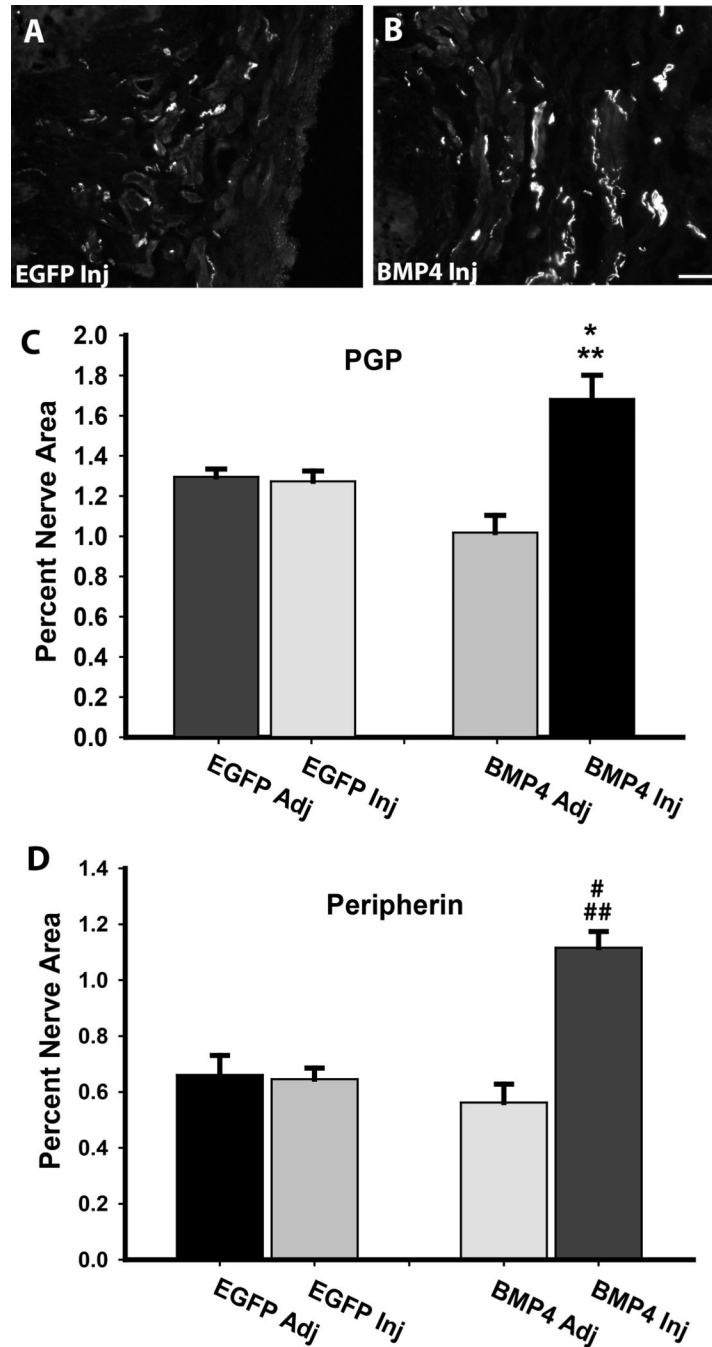 A
B
EGFP Inj
BMP4 Inj
C
PGP
*
**
Percent Nerve Area
2.0
1.8
1.6
1.4
1.2
1.0
0.8
0.6
0.4
0.2
0.0
EGFP Adj
EGFP Inj
BMP4 Adj
BMP4 Inj
D
Peripherin
#
##
Percent Nerve Area
1.4
1.2
1.0
0.8
0.6
0.4
0.2
0.0
EGFP Adj
EGFP Inj
BMP4 Adj
BMP4 Inj